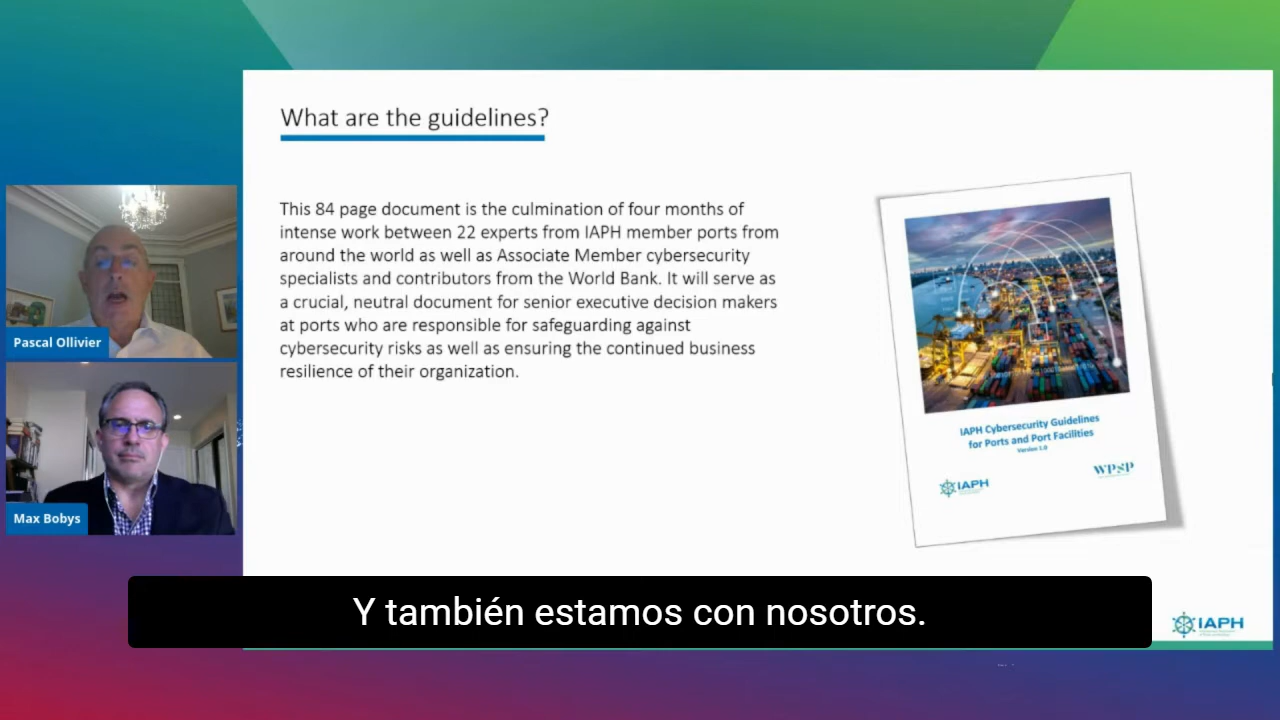 What are the guidelines?
This 84 page document is the culmination of four months of
intense work between 22 experts from IAPH member ports from
around the world as well as Associate Member cybersecurity
specialists and contributors from the World Bank. It will serve as
a crucial, neutral document for senior executive decision makers
at ports who are responsible for safeguarding against
cybersecurity risks as well as ensuring the continued business
resilience of their organization.
Pascal Ollivier
Max Bobys
IAPH Cybersecurity Guidelines
for Ports and Port Facilities
Version 1.0
IAPH
WPSP
Y también estamos con nosotros.
IAPH